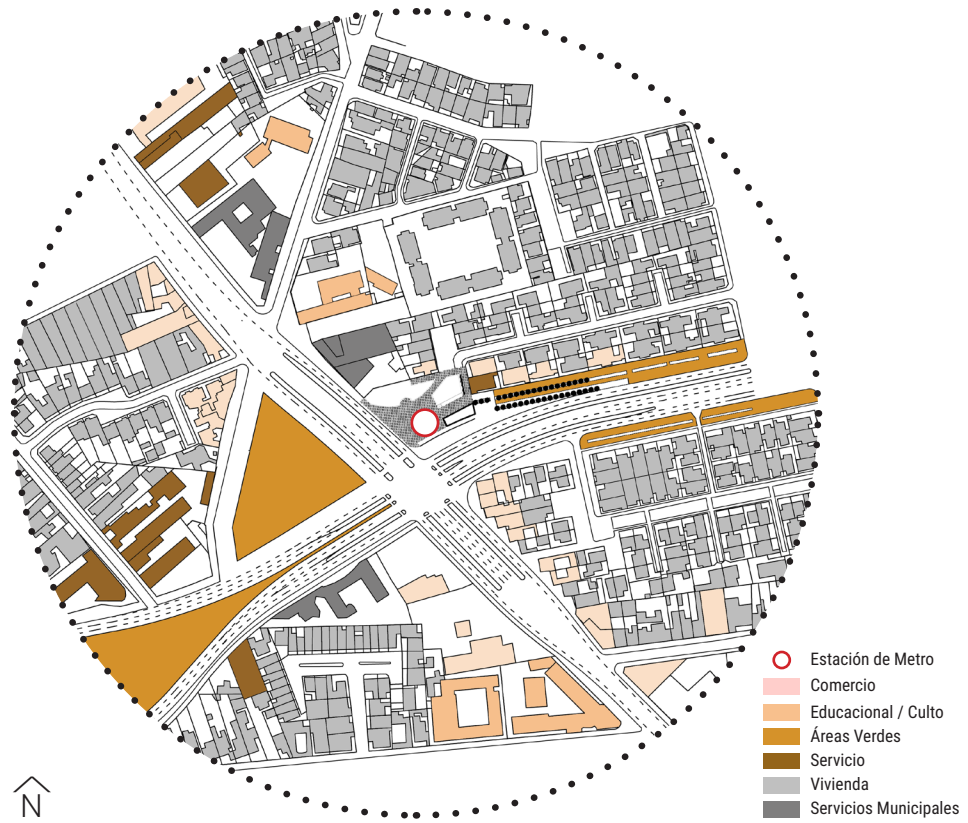 Estación de Metro
Comercio
Educacional / Culto
Áreas Verdes
Servicio
Vivienda
Servicios Municipales
N